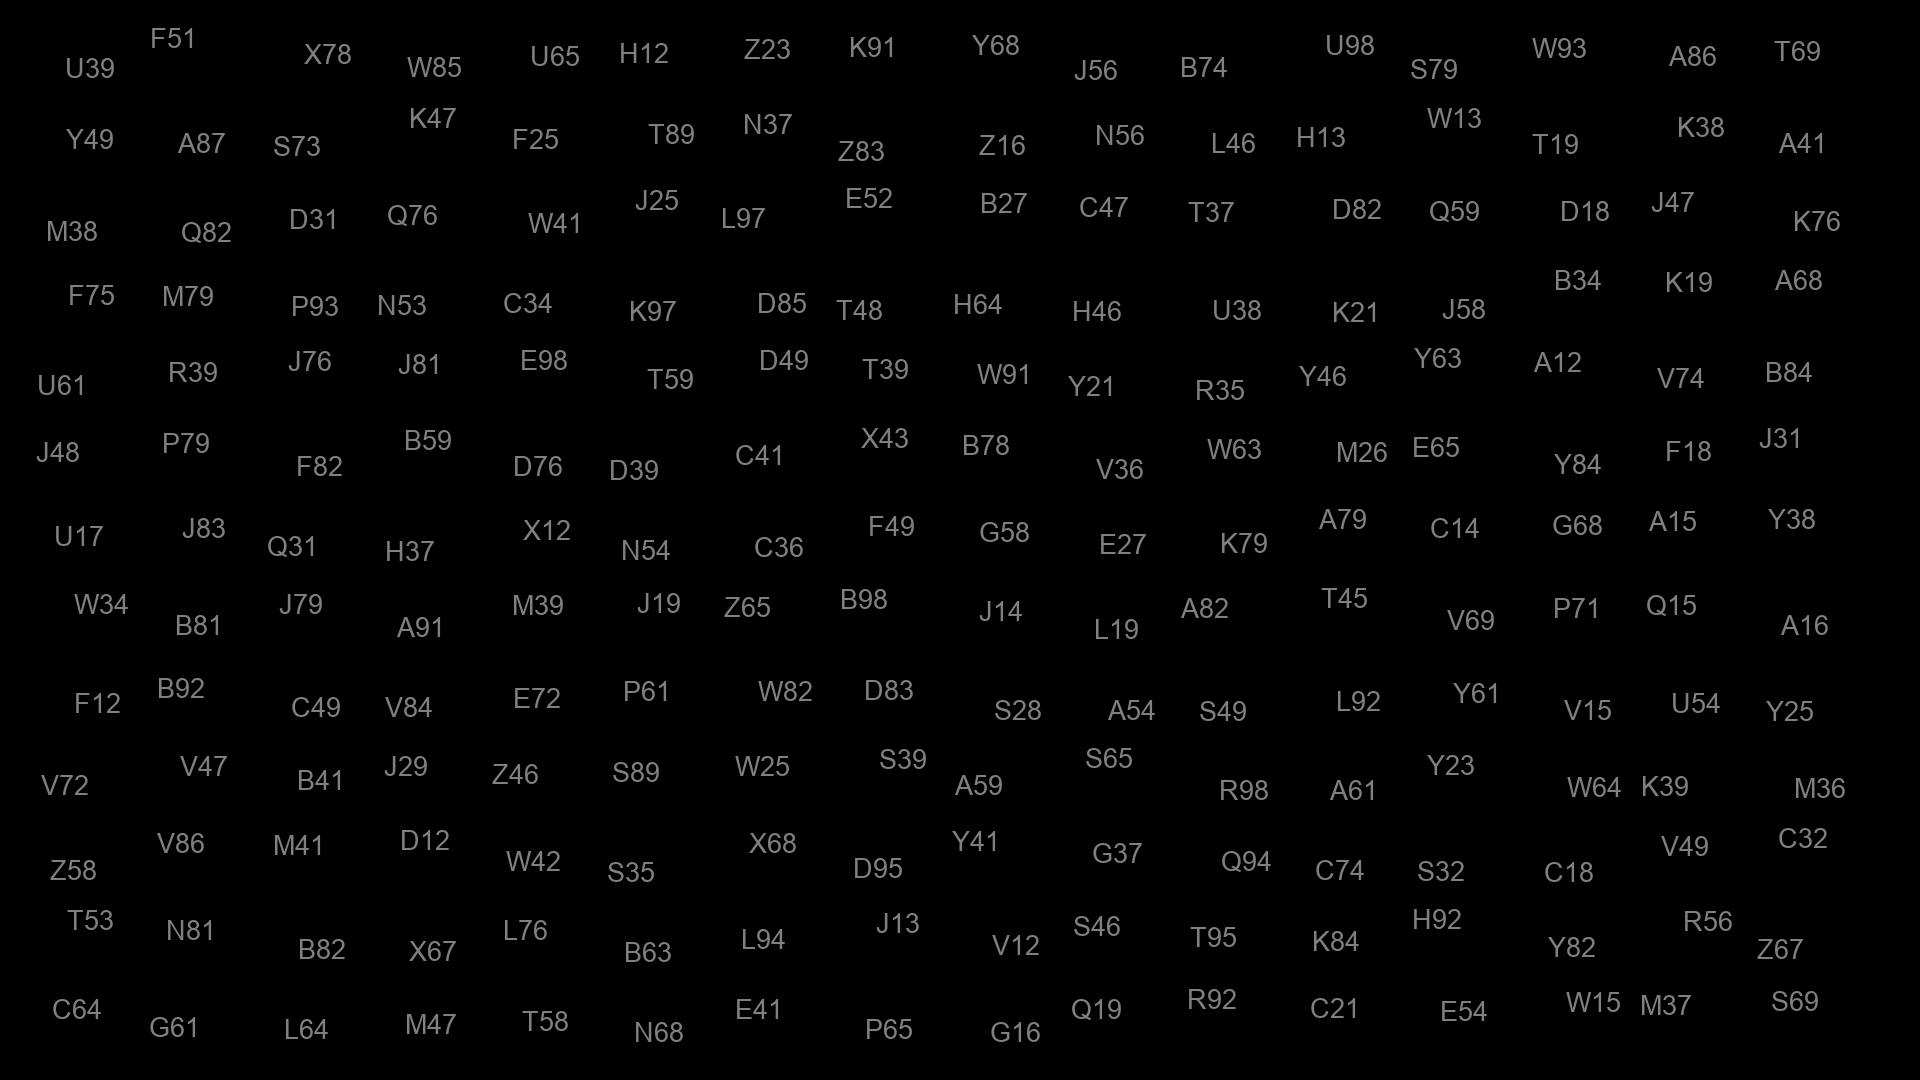 U39 F51 X78 W85 U65 H12 Z23 K91 Y68 J56 B74 U98 S79 W93 A86 T69
Y49 A87 S73 K47 F25 T89 N37 Z83 Z16 N56 L46 H13 W13 T19 K38 A41
M38 Q82 D31 Q76 W41 J25 L97 E52 B27 C47 T37 D82 Q59 D18 J47 K76
F75 M79 P93 N53 C34 K97 D85 T48 H64 H46 U38 K21 J58 B34 K19 A68
U61 R39 J76 J81 E98 T59 D49 T39 W91 Y21 R35 Y46 Y63 A12 V74 B84
J48 P79 F82 B59 D76 D39 C41 X43 B78 V36 W63 M26 E65 Y84 F18 J31
U17 J83 Q31 H37 X12 N54 C36 F49 G58 E27 K79 A79 C14 G68 A15 Y38
W34 B81 J79 A91 M39 J19 Z65 B98 J14 L19 A82 T45 V69 P71 Q15 A16
F12 B92 C49 V84 E72 P61 W82 D83 S28 A54 S49 L92 Y61 V15 U54 Y25
V72 V47 B41 J29 Z46 S89 W25 S39 A59 S65 R98 A61 Y23 W64 K39 M36
Z58 V86 M41 D12 W42 S35 X68 D95 Y41 G37 Q94 C74 S32 C18 V49 C32
T53 N81 B82 X67 L76 B63 L94 J13 V12 S46 T95 K84 H92 Y82 R56 Z67
C64 G61 L64 M47 T58 N68 E41 P65 G16 Q19 R92 C21 E54 W15 M37 S69